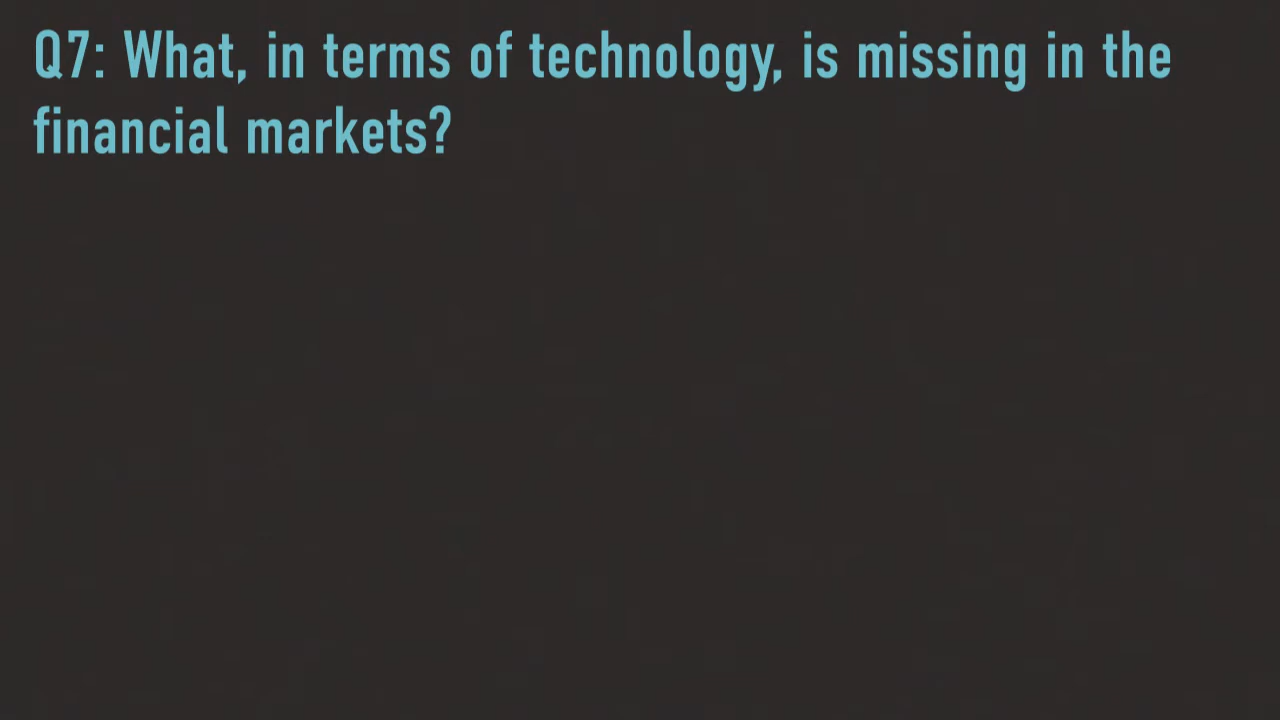 Q7: What, in terms of technology, is missing in the
financial markets?